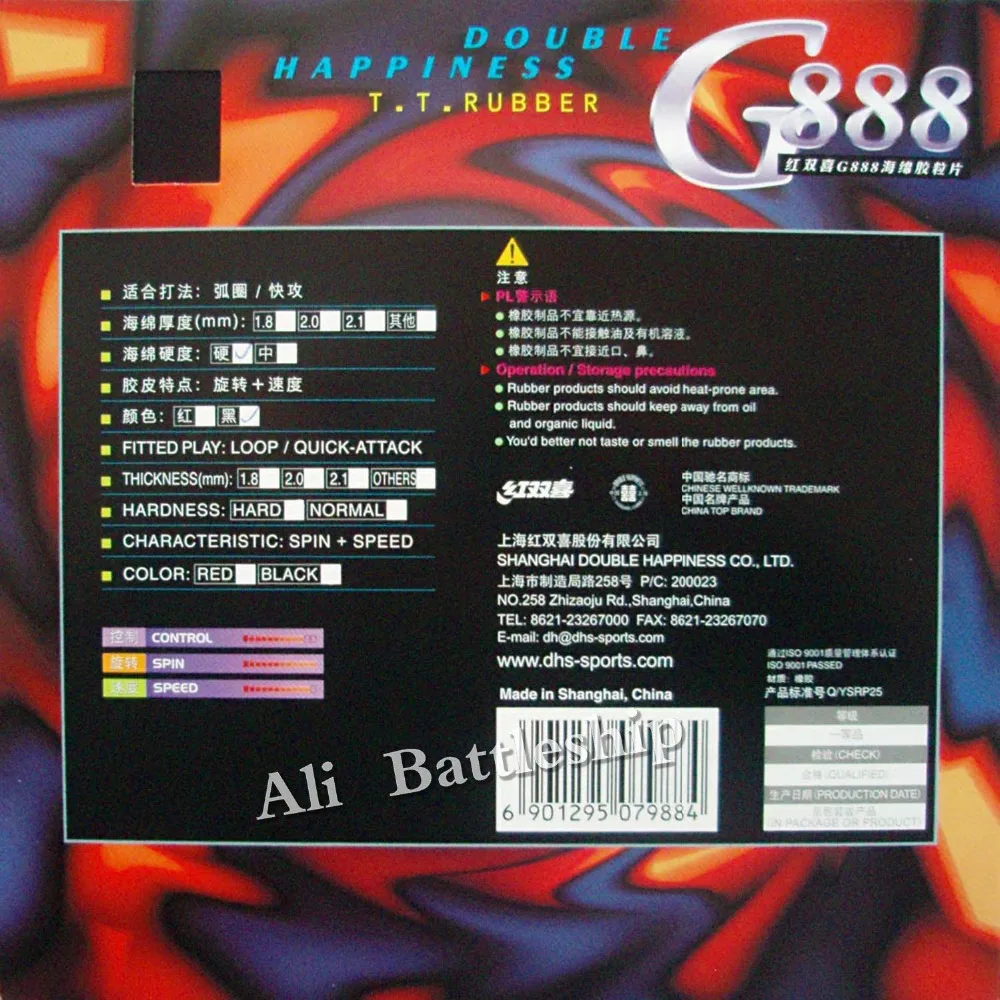 DOUBLE
HAPPINESS
T.T.RUBBER
G888
红双喜G888海绵胶粒片
适合打法: 弧圈 / 快攻
海绵厚度(mm): 1.8 2.0 2.1 其他
海绵硬度: 硬 中
胶皮特点: 旋转+速度
颜色: 红 黑
FITTED PLAY: LOOP / QUICK-ATTACK
THICKNESS(mm): 1.8 2.0 2.1 OTHERS
HARDNESS: HARD NORMAL
CHARACTERISTIC: SPIN + SPEED
COLOR: RED BLACK
控制 CONTROL
旋转 SPIN
速度 SPEED
注意
PL警示语
橡胶制品不宜靠近热源。
橡胶制品不能接触油及有机溶液。
橡胶制品不宜接近口、鼻。
Operation / Storage precautions
Rubber products should avoid heat-prone area.
Rubber products should keep away from oil
and organic liquid.
You'd better not taste or smell the rubber products.
红双喜
中国驰名商标
CHINESE WELLKNOWN TRADEMARK
中国名牌产品
CHINA TOP BRAND
上海红双喜股份有限公司
SHANGHAI DOUBLE HAPPINESS CO., LTD.
上海市制造局路258号 P/C: 200023
NO.258 Zhizaoju Rd.,Shanghai,China
TEL: 8621-23267000 FAX: 8621-23267070
E-mail: dh@dhs-sports.com
www.dhs-sports.com
Made in Shanghai, China
通过ISO 9001质量管理体系认证
ISO 9001 PASSED
材质: 橡胶
产品标准号Q/YSRP25
等级
一等品
检验(CHECK)
合格(QUALIFIED)
生产日期(PRODUCTION DATE)
见包装或产品
(IN PACKAGE OR PRODUCT)
6 901295 079884
Ali Battleship